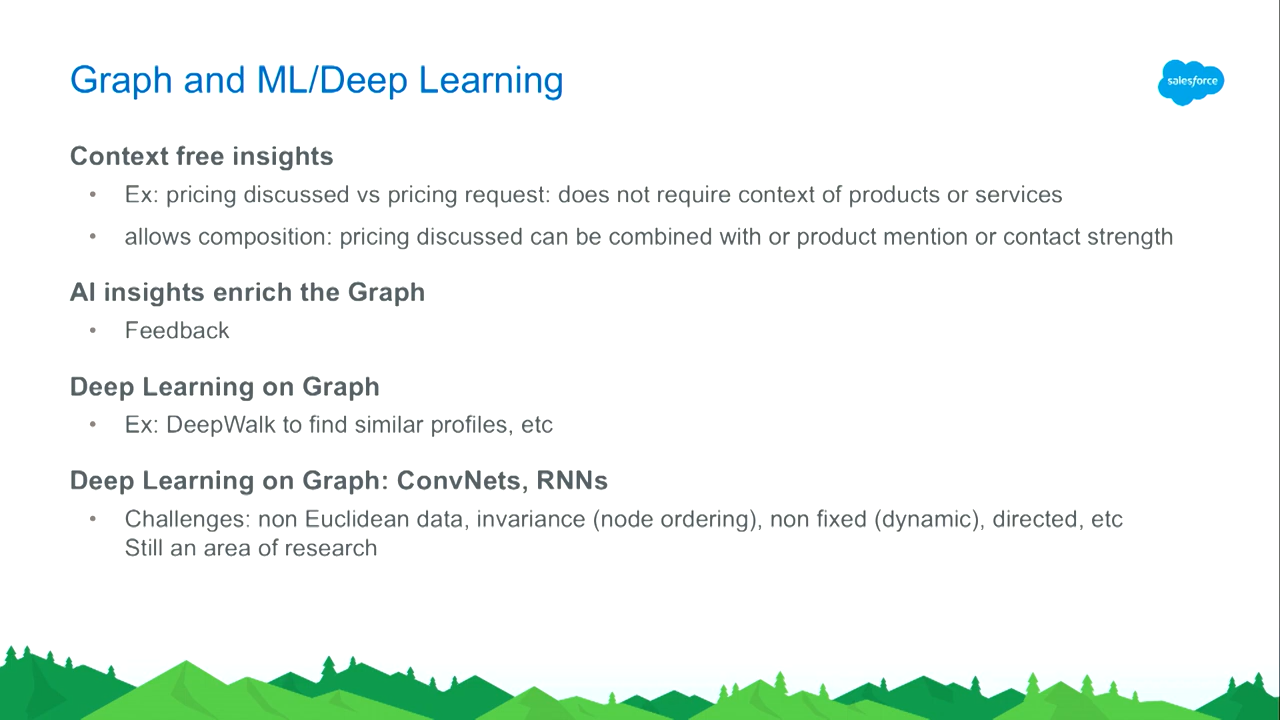 Graph and ML/Deep Learning
salesforce
Context free insights
• Ex: pricing discussed vs pricing request: does not require context of products or services
• allows composition: pricing discussed can be combined with or product mention or contact strength
AI insights enrich the Graph
• Feedback
Deep Learning on Graph
• Ex: DeepWalk to find similar profiles, etc
Deep Learning on Graph: ConvNets, RNNs
• Challenges: non Euclidean data, invariance (node ordering), non fixed (dynamic), directed, etc
Still an area of research